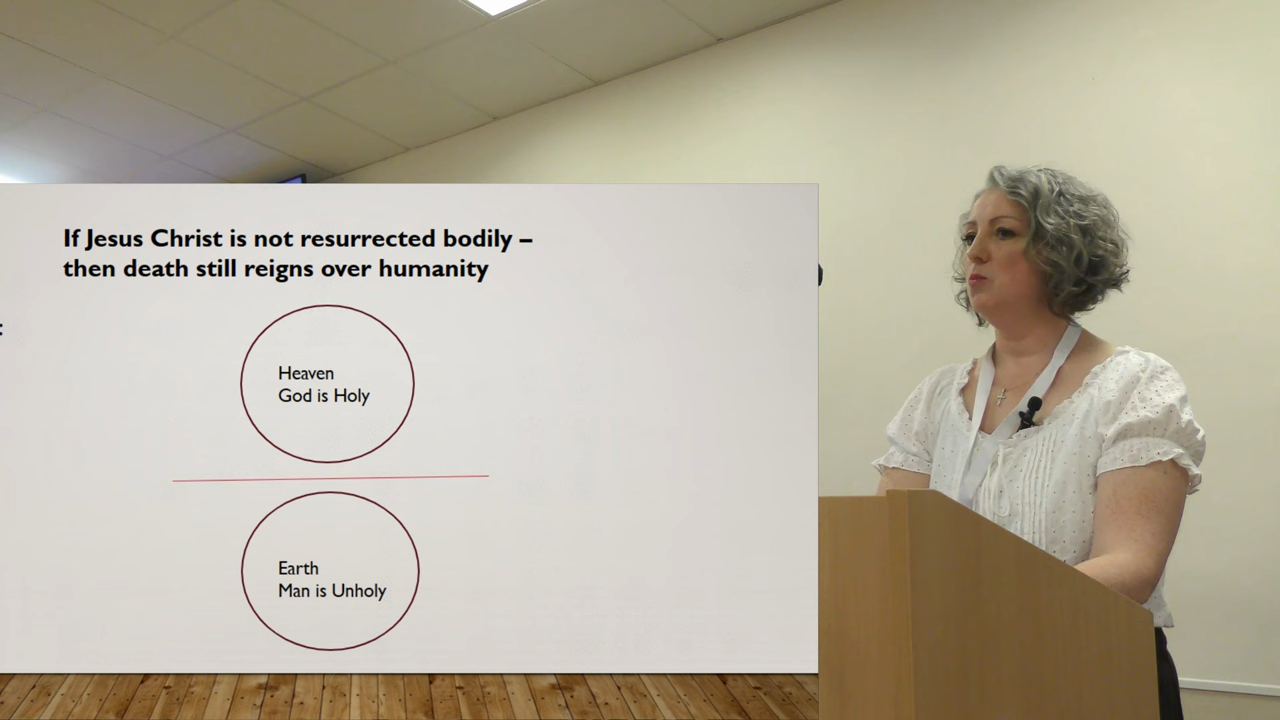 If Jesus Christ is not resurrected bodily –
then death still reigns over humanity
:
Heaven
God is Holy
Earth
Man is Unholy